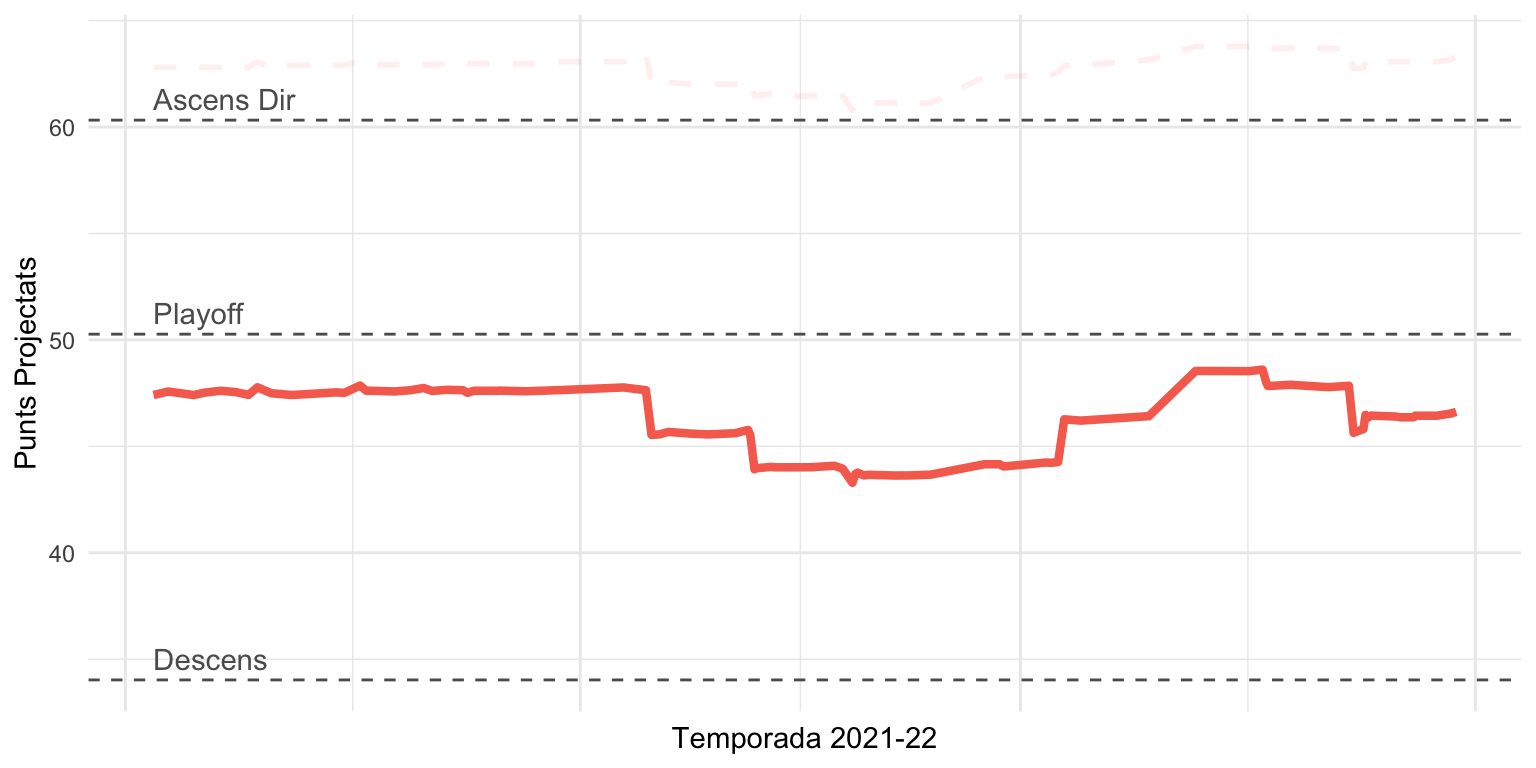 Ascens Dir
60
Playoff
50
Punts Projectats
40
Descens
Temporada 2021-22